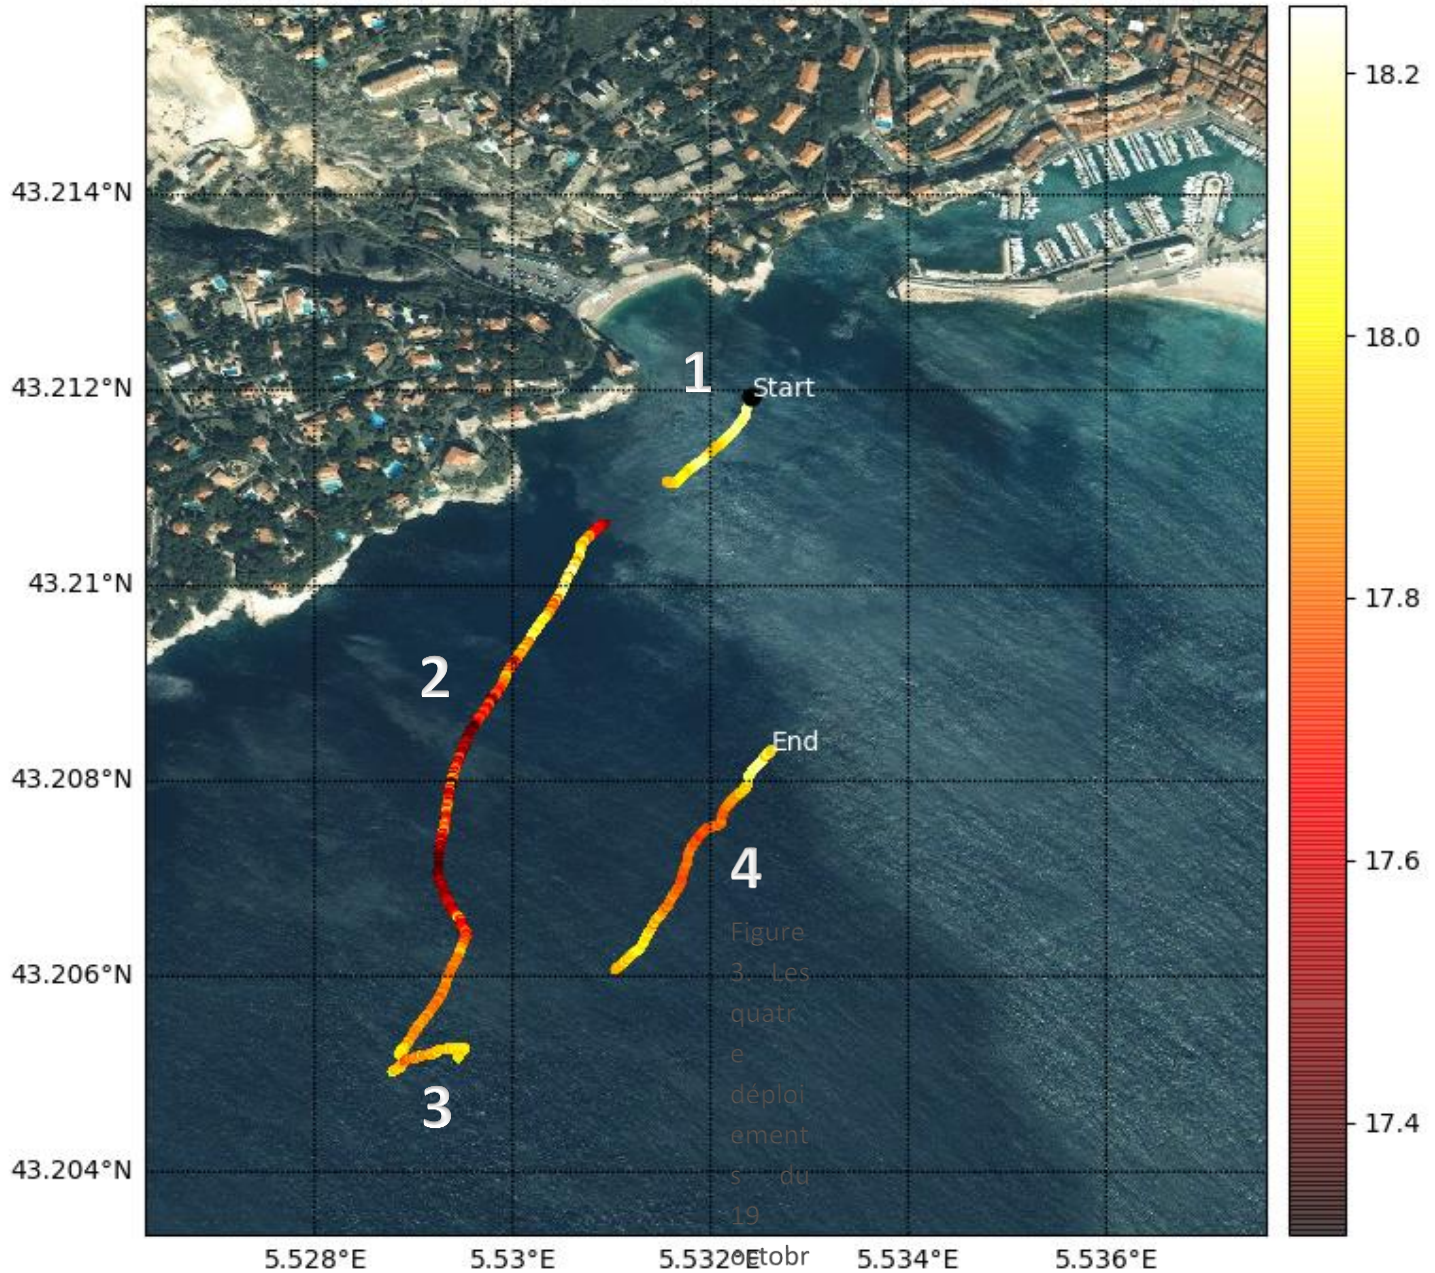 18.2
43.214°N
18.0
1
43.212°N
Start
43.21°N
17.8
2
End
43.208°N
17.6
4
Figure
3. Les
quatr
e
43.206°N
déploi
3
ement
17.4
s du
43.204°N
19
octobr
5.528°E 5.53°E 5.532°E 5.534°E 5.536°E